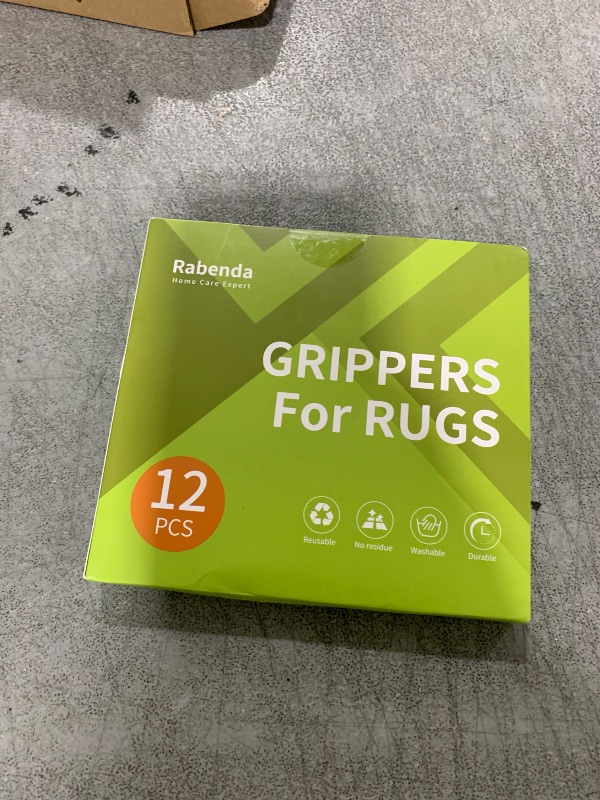 Rabenda
Home Care Expert
GRIPPERS
For RUGS
12
PCS
Reusable
No residue
Washable
Durable